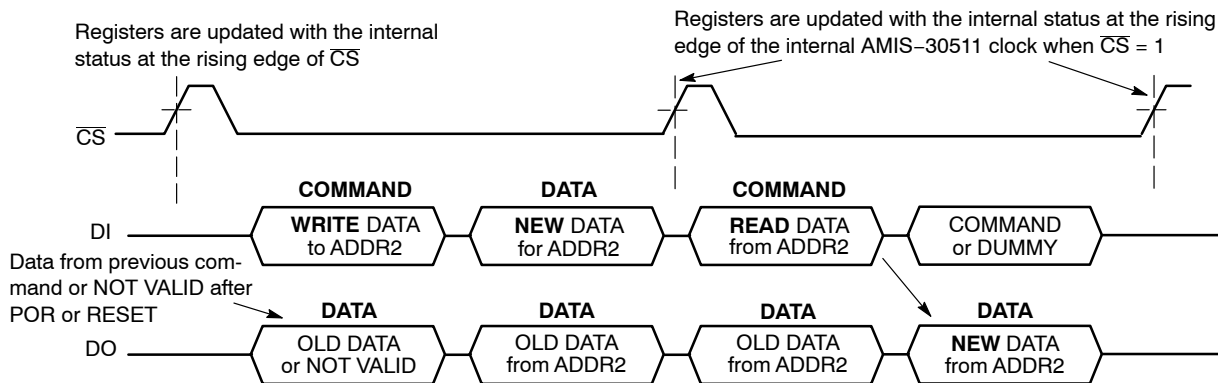 Registers are updated with the internal
status at the rising edge of CS
Registers are updated with the internal status at the rising
edge of the internal AMIS−30511 clock when CS = 1
CS
COMMAND
DATA
COMMAND
DI
WRITE DATA
to ADDR2
NEW DATA
for ADDR2
READ DATA
from ADDR2
COMMAND
or DUMMY
Data from previous com-
mand or NOT VALID after
POR or RESET
DATA
DATA
DATA
DATA
DO
OLD DATA
or NOT VALID
OLD DATA
from ADDR2
OLD DATA
from ADDR2
NEW DATA
from ADDR2